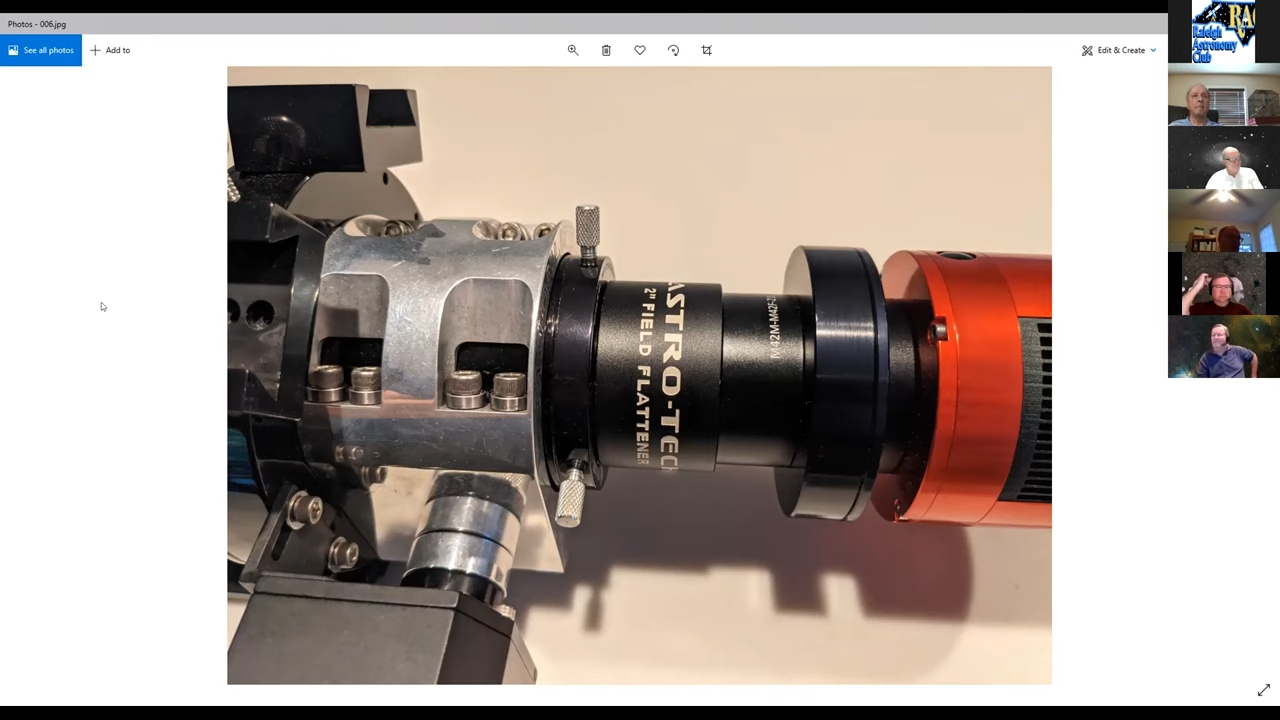 Photos - 006.jpg
See all photos
Add to
Edit & Create
RA
Raleigh
Astronomy
Club
ASTRO-TEC
2" FIELD FLATTENER
M42M-M42F-